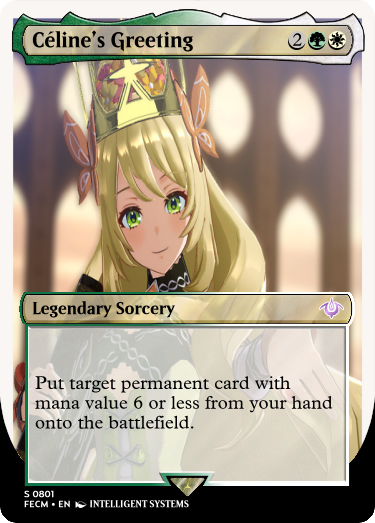 Céline's Greeting 2
Legendary Sorcery
Put target permanent card with
mana value 6 or less from your hand
onto the battlefield.
S 0801
FECM • EN INTELLIGENT SYSTEMS